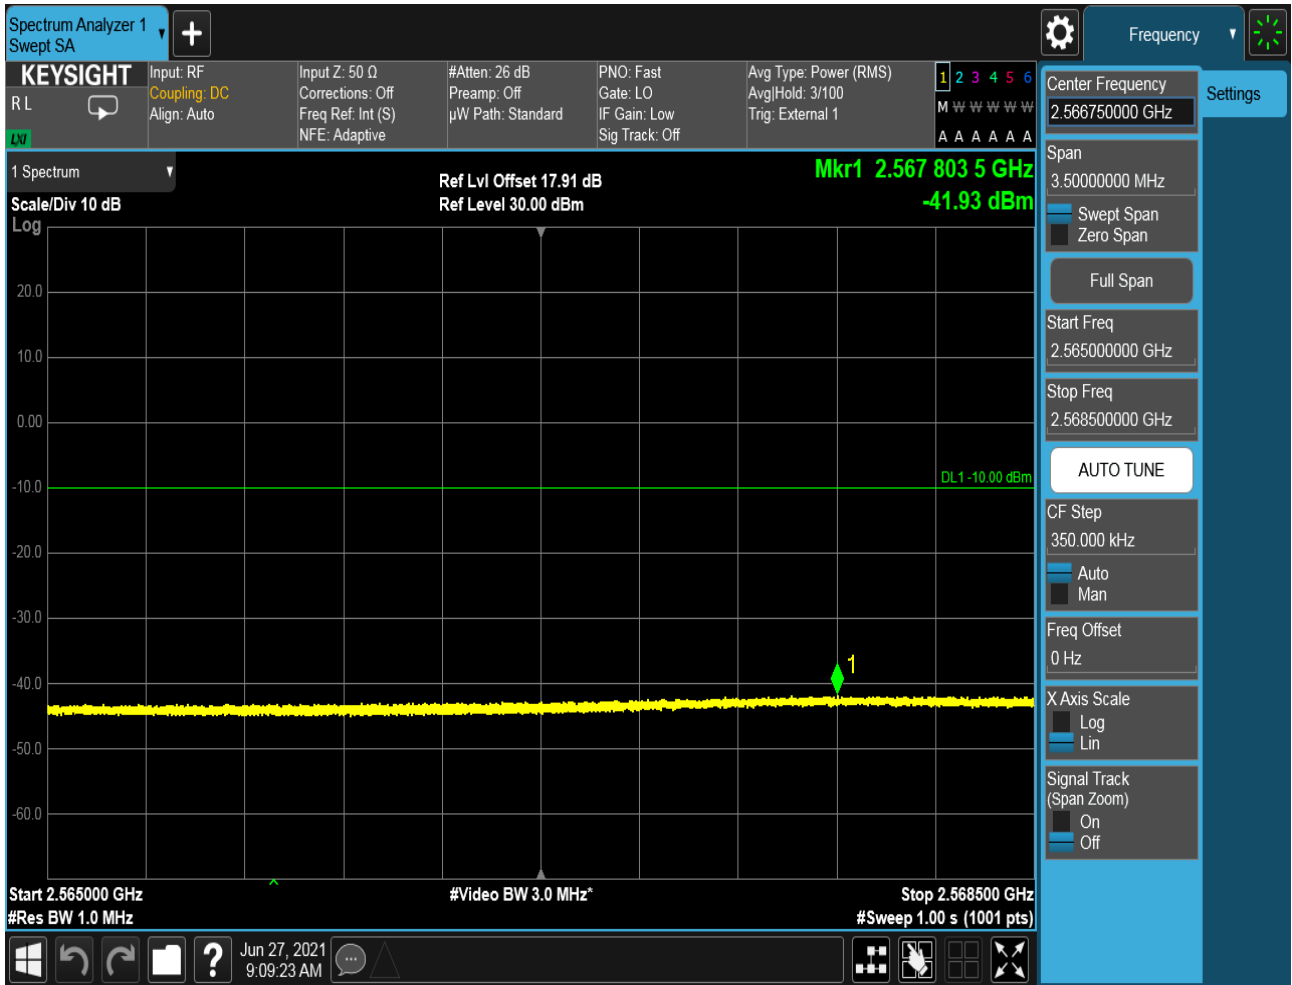 Spectrum Analyzer 1
Swept SA
Frequency
KEYSIGHT
R L
LXI
Input: RF
Coupling: DC
Align: Auto
Input Z: 50 Ω
Corrections: Off
Freq Ref: Int (S)
NFE: Adaptive
#Atten: 26 dB
Preamp: Off
µW Path: Standard
PNO: Fast
Gate: LO
IF Gain: Low
Sig Track: Off
Avg Type: Power (RMS)
Avg|Hold: 3/100
Trig: External 1
1 2 3 4 5 6
M W W W W W
A A A A A A
1 Spectrum
Scale/Div 10 dB
Log
Ref Lvl Offset 17.91 dB
Ref Level 30.00 dBm
Mkr1 2.567 803 5 GHz
-41.93 dBm
20.0
10.0
0.00
-10.0
-20.0
-30.0
-40.0
-50.0
-60.0
DL1 -10.00 dBm
1
Start 2.565000 GHz
#Res BW 1.0 MHz
#Video BW 3.0 MHz*
Stop 2.568500 GHz
#Sweep 1.00 s (1001 pts)
Jun 27, 2021
9:09:23 AM
Center Frequency
2.566750000 GHz
Settings
Span
3.50000000 MHz
Swept Span
Zero Span
Full Span
Start Freq
2.565000000 GHz
Stop Freq
2.568500000 GHz
AUTO TUNE
CF Step
350.000 kHz
Auto
Man
Freq Offset
0 Hz
X Axis Scale
Log
Lin
Signal Track
(Span Zoom)
On
Off